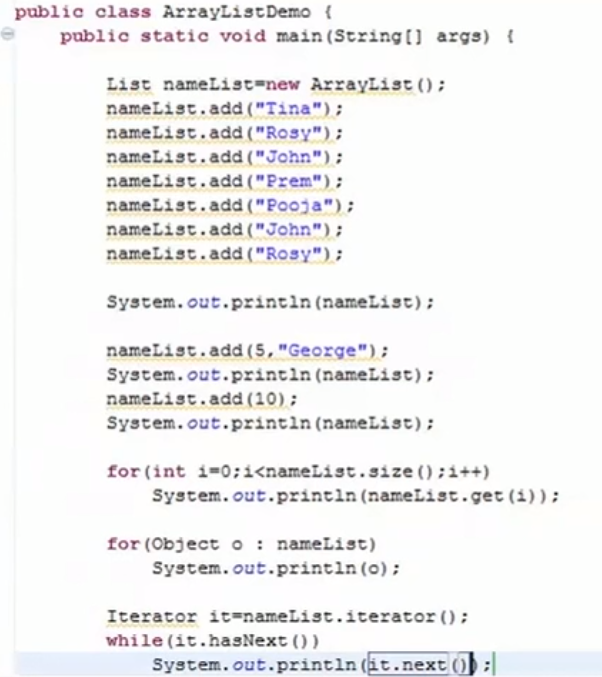 public class ArrayListDemo {
    public static void main(String[] args) {

        List nameList=new ArrayList();
        nameList.add("Tina");
        nameList.add("Rosy");
        nameList.add("John");
        nameList.add("Prem");
        nameList.add("Pooja");
        nameList.add("John");
        nameList.add("Rosy");

        System.out.println(nameList);

        nameList.add(5,"George");
        System.out.println(nameList);
        nameList.add(10);
        System.out.println(nameList);

        for(int i=0;i<nameList.size();i++)
            System.out.println(nameList.get(i));

        for(Object o : nameList)
            System.out.println(o);

        Iterator it=nameList.iterator();
        while(it.hasNext())
            System.out.println(it.next());